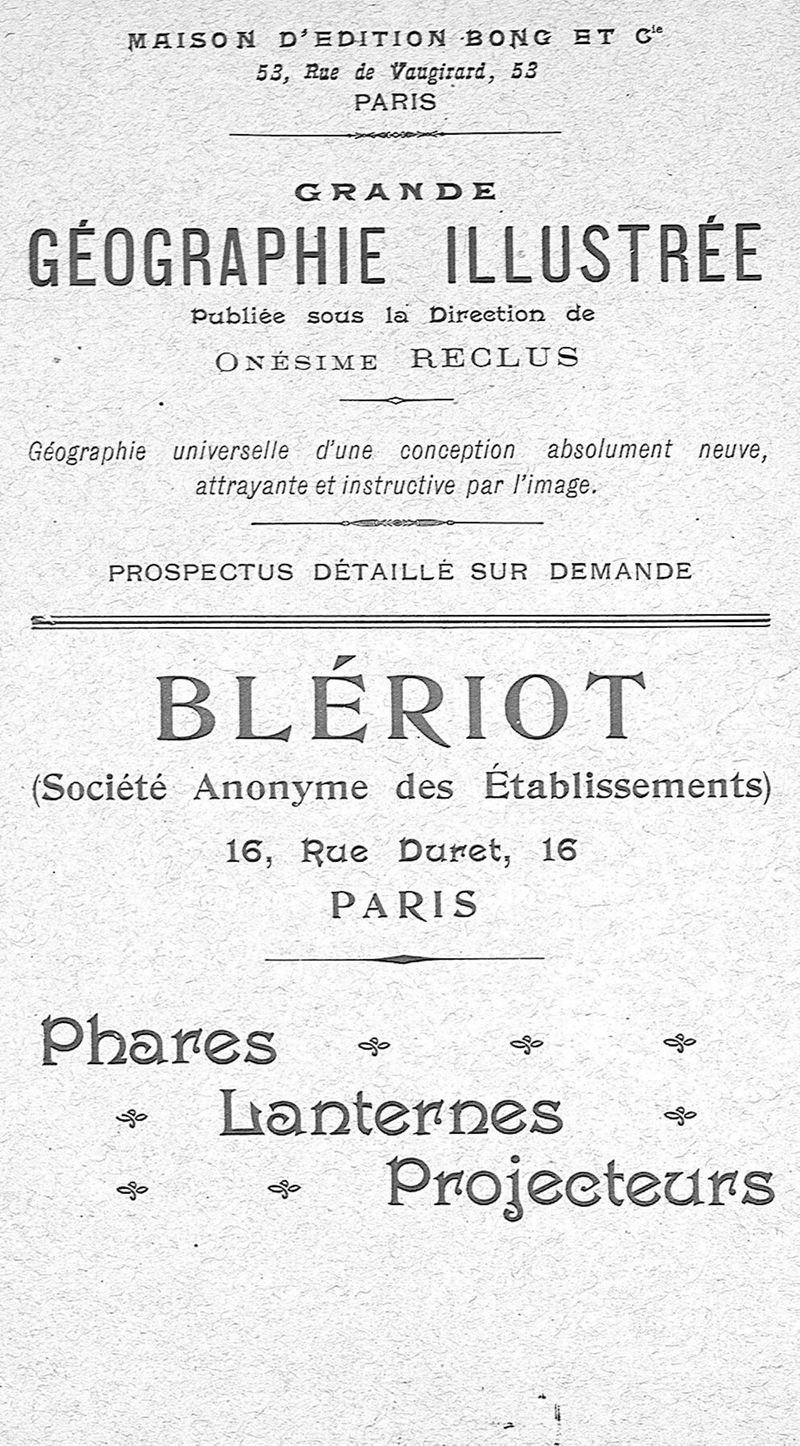 MAISON D'EDITION BONG ET Cie
53, Rue de Vaugirard, 53
PARIS
GRANDE
GÉOGRAPHIE ILLUSTRÉE
Publiée sous la Direction de
ONÉSIME RECLUS
Géographie universelle d'une conception absolument neuve,
attrayante et instructive par l'image.
PROSPECTUS DÉTAILLÉ SUR DEMANDE
BLÉRIOT
(Société Anonyme des Établissements)
16, Rue Duret, 16
PARIS
Phares
Lanternes
Projecteurs